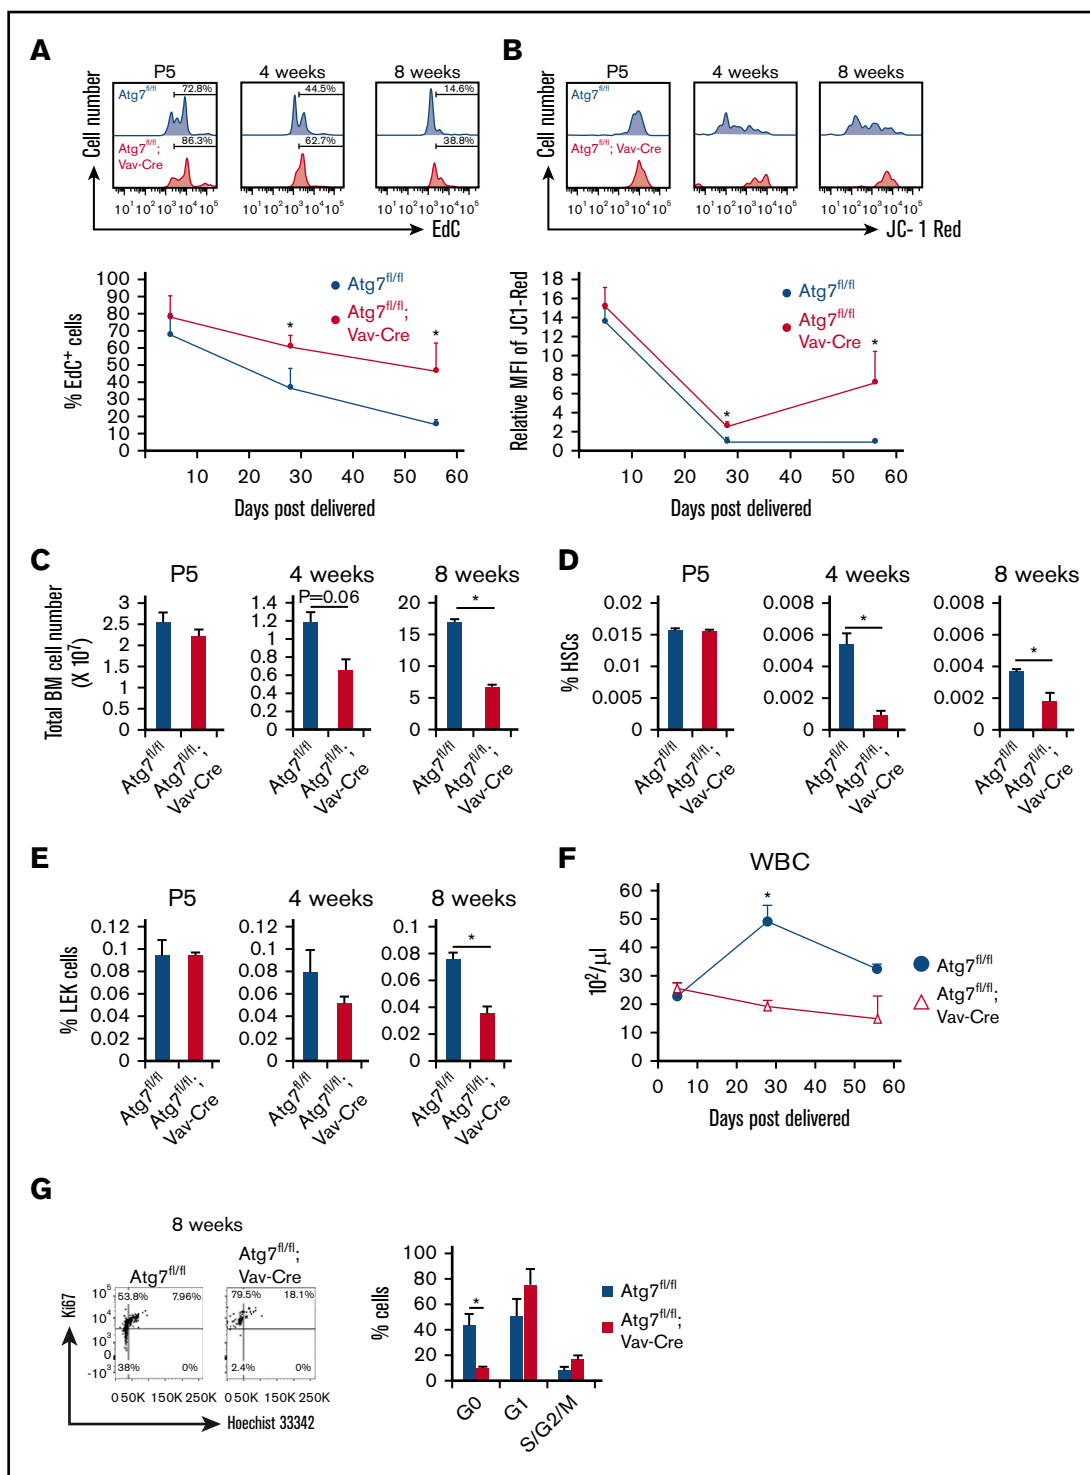 A
P5
4 weeks
8 weeks
Cell number
Atg7fl/fl
72.8%
44.5%
14.6%
Atg7fl/fl;
Vav-Cre
86.3%
62.7%
38.8%
10¹ 10² 10³ 10⁴ 10⁵
10¹ 10² 10³ 10⁴ 10⁵
10¹ 10² 10³ 10⁴ 10⁵
EdC
% EdC⁺ cells
100
90
80
70
60
50
40
30
20
10
0
10 20 30 40 50 60
Days post delivered
Atg7fl/fl
Atg7fl/fl;
Vav-Cre
*
*
B
P5
4 weeks
8 weeks
Cell number
Atg7fl/fl
Atg7fl/fl; Vav-Cre
10¹ 10² 10³ 10⁴ 10⁵
10¹ 10² 10³ 10⁴ 10⁵
10¹ 10² 10³ 10⁴ 10⁵
JC- 1 Red
Relative MFI of JC1-Red
18
16
14
12
10
8
6
4
2
0
10 20 30 40 50 60
Days post delivered
Atg7fl/fl
Atg7fl/fl
Vav-Cre
*
*
C
Total BM cell number
(X 10⁷)
P5
3
2.5
2
1.5
1
0.5
0
Atg7fl/fl
Atg7fl/fl;
Vav-Cre
4 weeks
P=0.06
1.4
1.2
1
0.8
0.6
0.4
0.2
0
Atg7fl/fl
Atg7fl/fl;
Vav-Cre
8 weeks
*
20
15
10
5
0
Atg7fl/fl
Atg7fl/fl;
Vav-Cre
D
% HSCs
P5
0.02
0.015
0.01
0.005
0
Atg7fl/fl
Atg7fl/fl;
Vav-Cre
4 weeks
*
0.008
0.006
0.004
0.002
0
Atg7fl/fl
Atg7fl/fl;
Vav-Cre
8 weeks
*
0.008
0.006
0.004
0.002
0
Atg7fl/fl
Atg7fl/fl;
Vav-Cre
E
% LEK cells
P5
0.12
0.1
0.08
0.06
0.04
0.02
0
Atg7fl/fl
Atg7fl/fl;
Vav-Cre
4 weeks
0.12
0.1
0.08
0.06
0.04
0.02
0
Atg7fl/fl
Atg7fl/fl;
Vav-Cre
8 weeks
*
0.1
0.08
0.06
0.04
0.02
0
Atg7fl/fl
Atg7fl/fl;
Vav-Cre
F
WBC
10²/µl
60
50
40
30
20
10
0
0 10 20 30 40 50 60
Days post delivered
*
Atg7fl/fl
Atg7fl/fl;
Vav-Cre
G
8 weeks
Atg7fl/fl
Atg7fl/fl;
Vav-Cre
Ki67
10⁵
10⁴
10³
0
-10³
53.8% 7.96%
38% 0%
79.5% 18.1%
2.4% 0%
0 50K 150K 250K
0 50K 150K 250K
Hoechist 33342
% cells
100
80
60
40
20
0
*
G0
G1
S/G2/M
Atg7fl/fl
Atg7fl/fl;
Vav-Cre